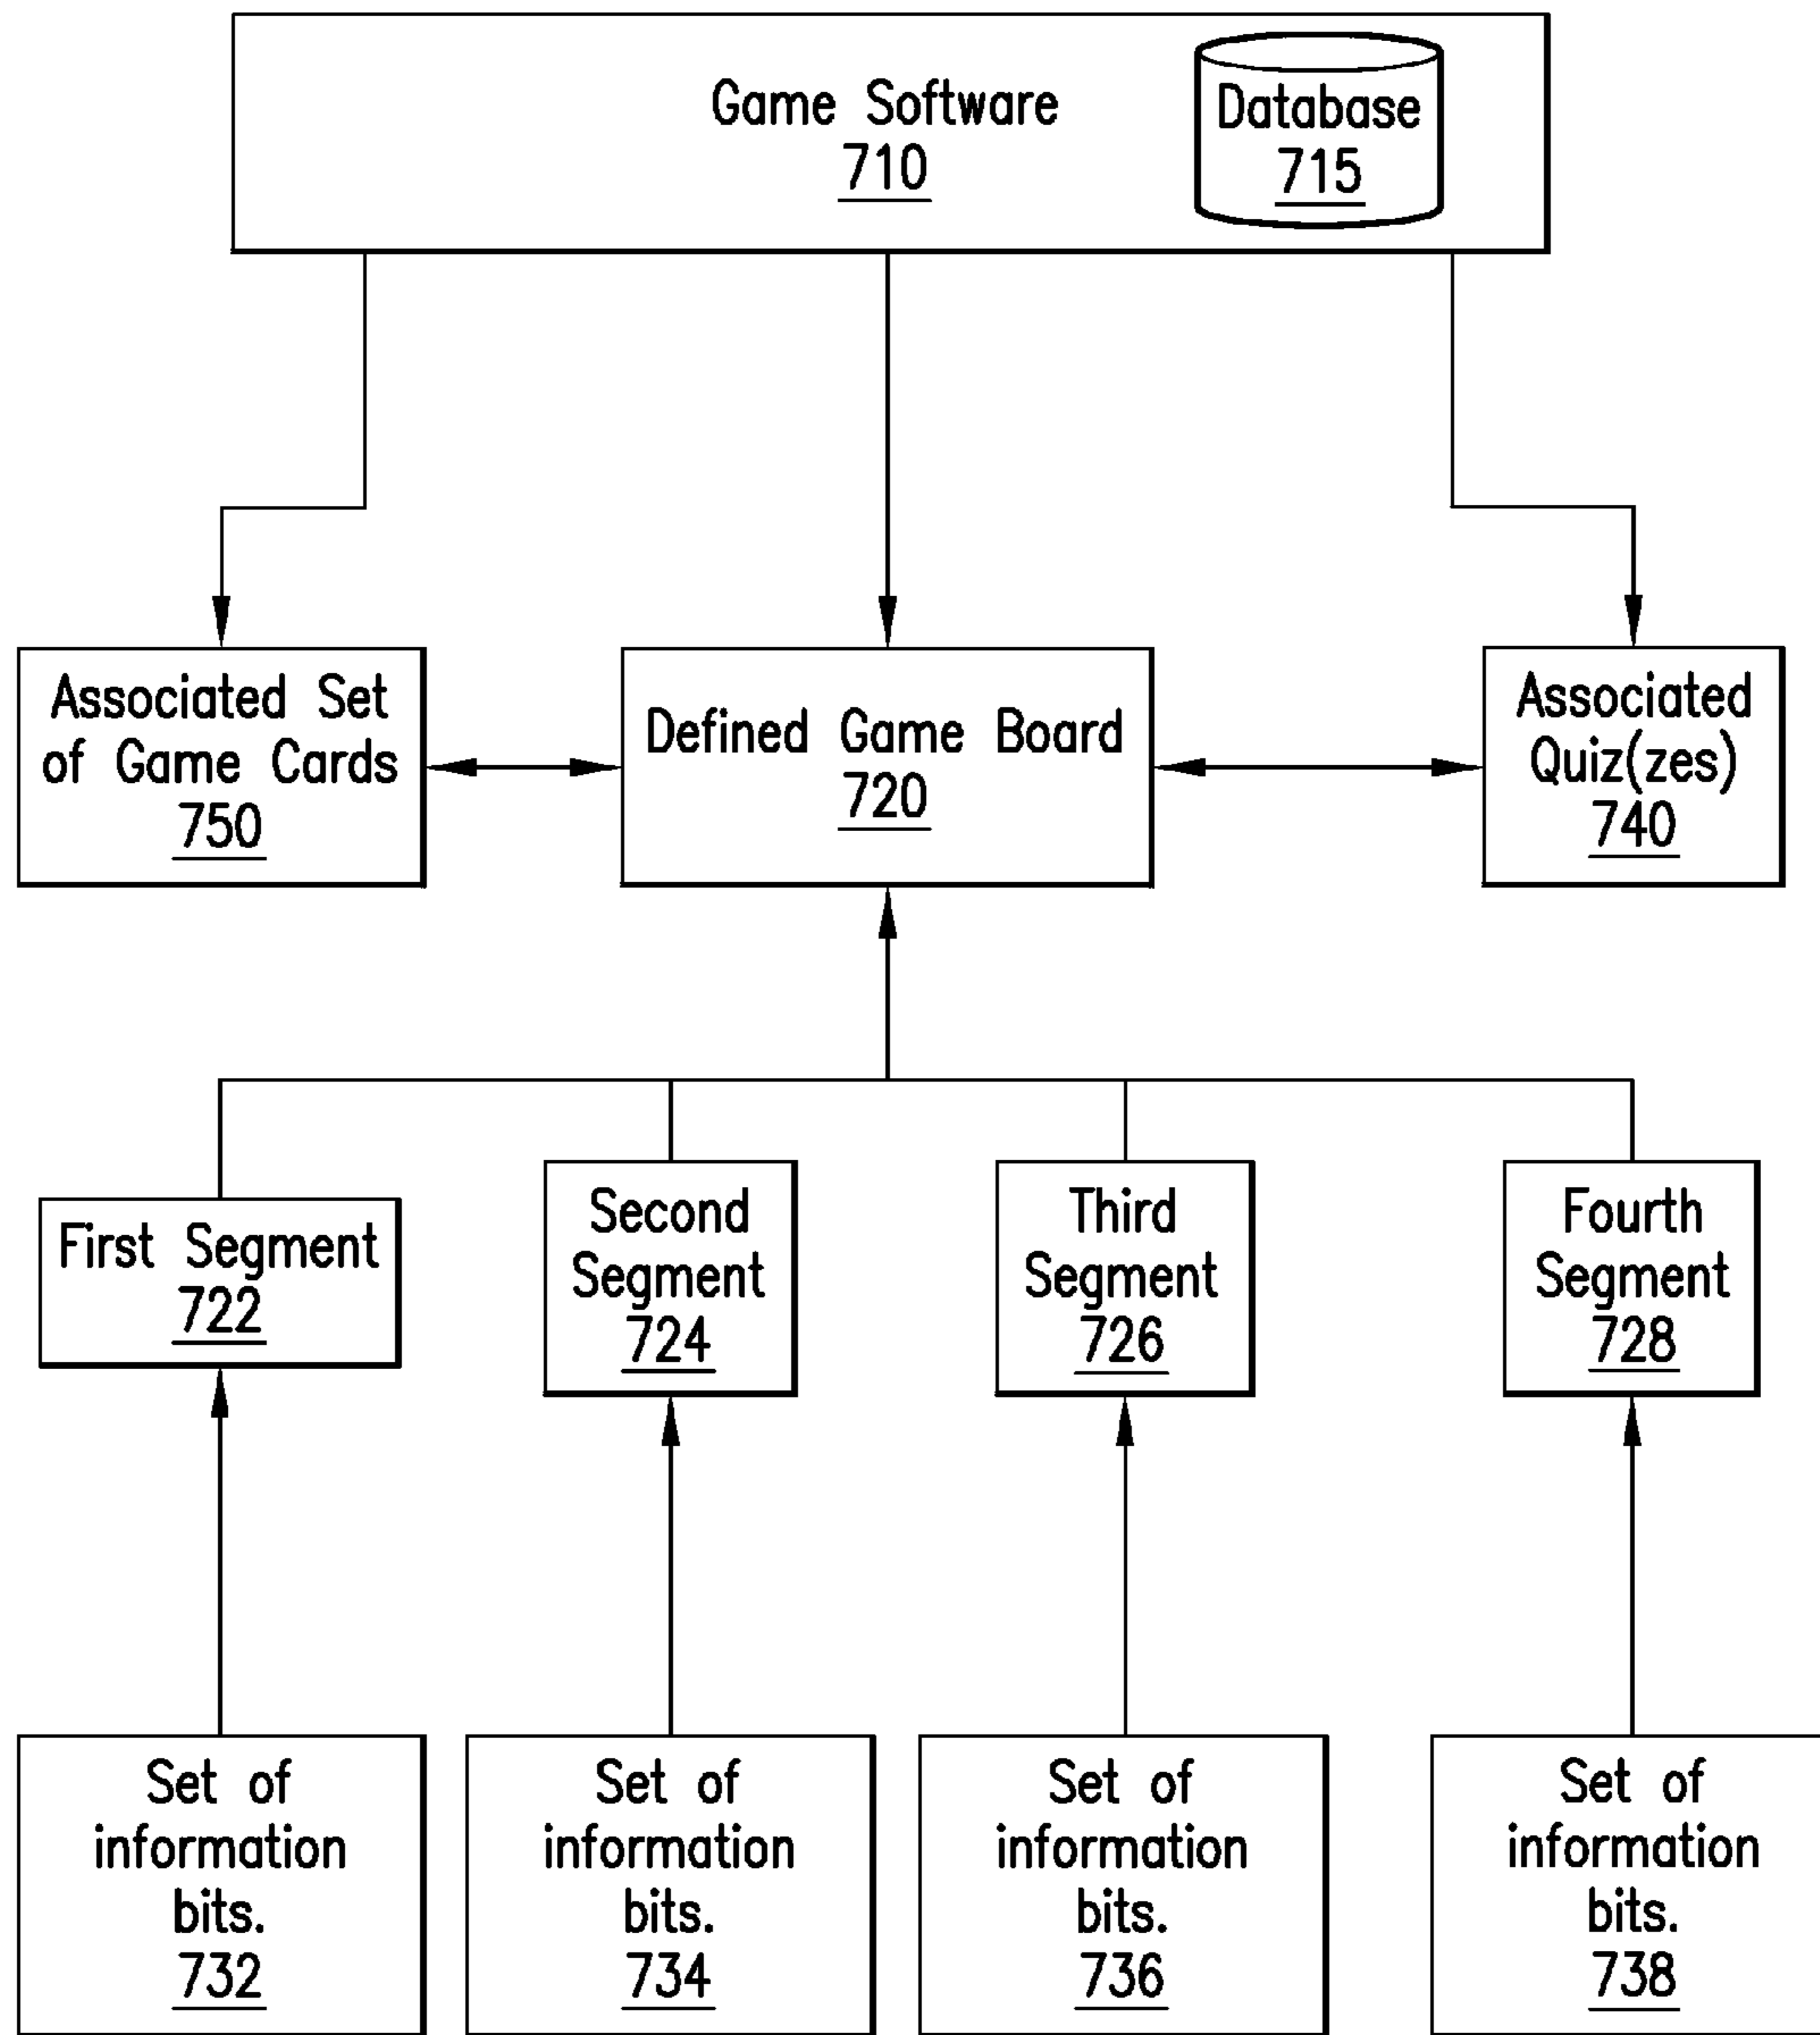 Game Software
710
Database
715
Associated Set
of Game Cards
750
Defined Game Board
720
Associated
Quiz(zes)
740
First Segment
722
Second
Segment
724
Third
Segment
726
Fourth
Segment
728
Set of
information
bits.
732
Set of
information
bits.
734
Set of
information
bits.
736
Set of
information
bits.
738